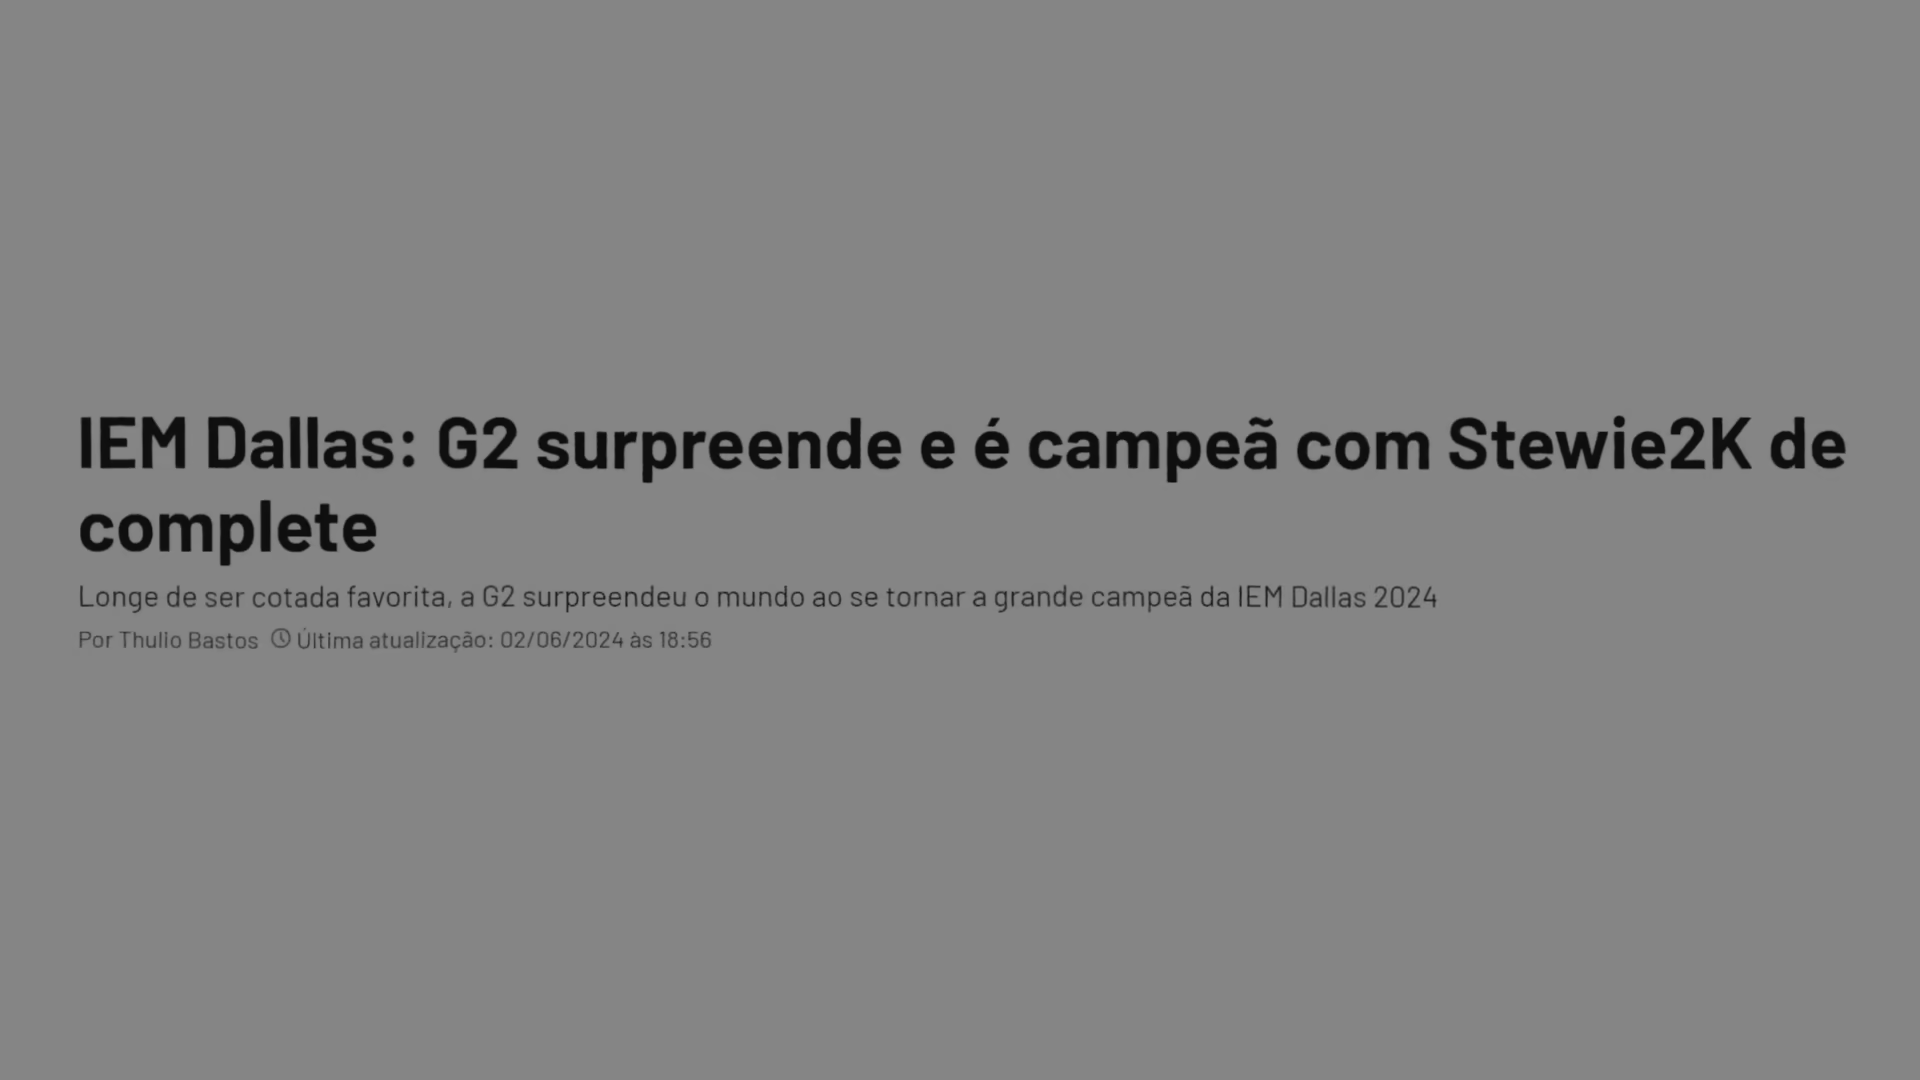 IEM Dallas: G2 surpreende e é campeã com Stewie2K de
complete
Longe de ser cotada favorita, a G2 surpreendeu o mundo ao se tornar a grande campeã da IEM Dallas 2024
Por Thulio Bastos Última atualização: 02/06/2024 às 18:56